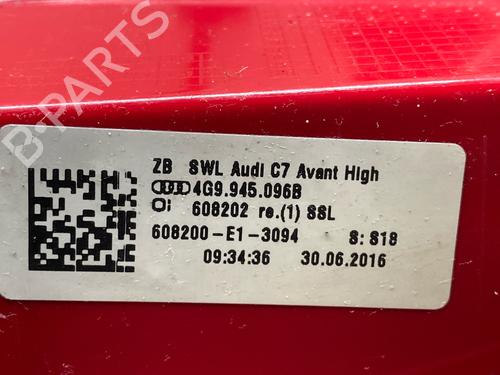 B-PARTS
ZB SWL Audi C7 Avant High
4G9.945.096B
608202 re.(1) SSL
608200-E1-3094 S: S18
09:34:36 30.06.2016